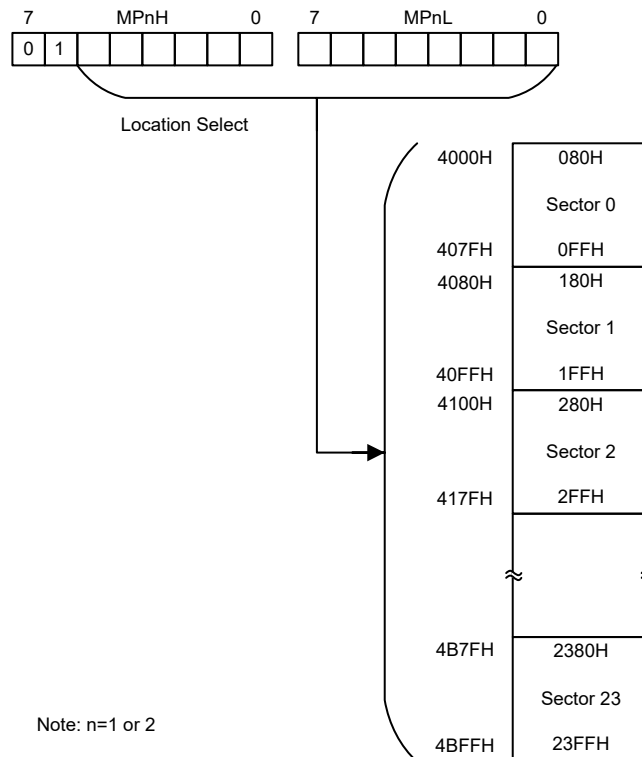 7 MPnH 0 7 MPnL 0
0 1
Location Select
4000H 080H
Sector 0
407FH 0FFH
4080H 180H
Sector 1
40FFH 1FFH
4100H 280H
Sector 2
417FH 2FFH
4B7FH 2380H
Sector 23
4BFFH 23FFH
Note: n=1 or 2